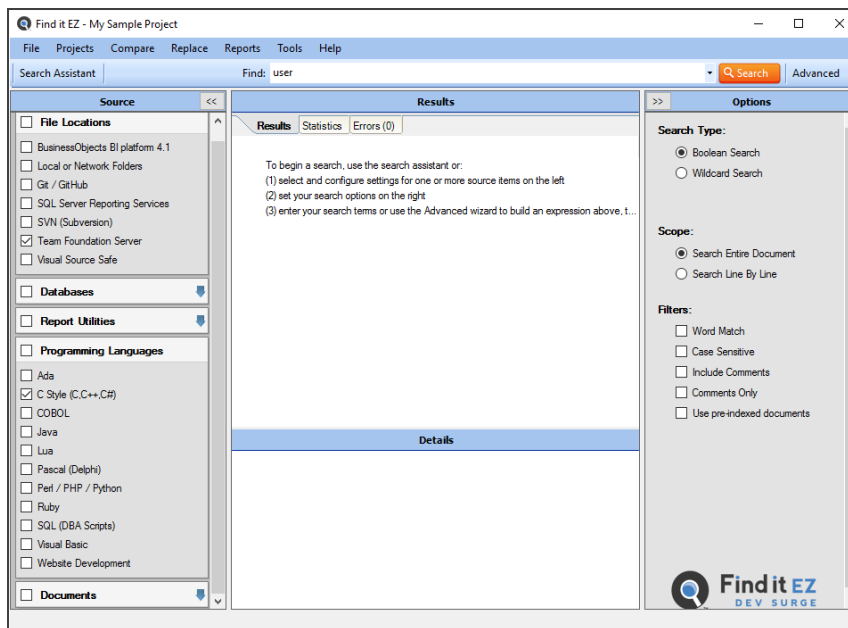 Find it EZ - My Sample Project
File Projects Compare Replace Reports Tools Help
Search Assistant Find: user Search Advanced
Source <<
File Locations
BusinessObjects BI platform 4.1
Local or Network Folders
Git / GitHub
SQL Server Reporting Services
SVN (Subversion)
Team Foundation Server
Visual Source Safe
Databases
Report Utilities
Programming Languages
Ada
C Style (C,C++,C#)
COBOL
Java
Lua
Pascal (Delphi)
Perl / PHP / Python
Ruby
SQL (DBA Scripts)
Visual Basic
Website Development
Documents
Results
Results Statistics Errors (0)
To begin a search, use the search assistant or:
(1) select and configure settings for one or more source items on the left
(2) set your search options on the right
(3) enter your search terms or use the Advanced wizard to build an expression above, t...
Details
>> Options
Search Type:
Boolean Search
Wildcard Search
Scope:
Search Entire Document
Search Line By Line
Filters:
Word Match
Case Sensitive
Include Comments
Comments Only
Use pre-indexed documents
Find it EZ
DEV SURGE